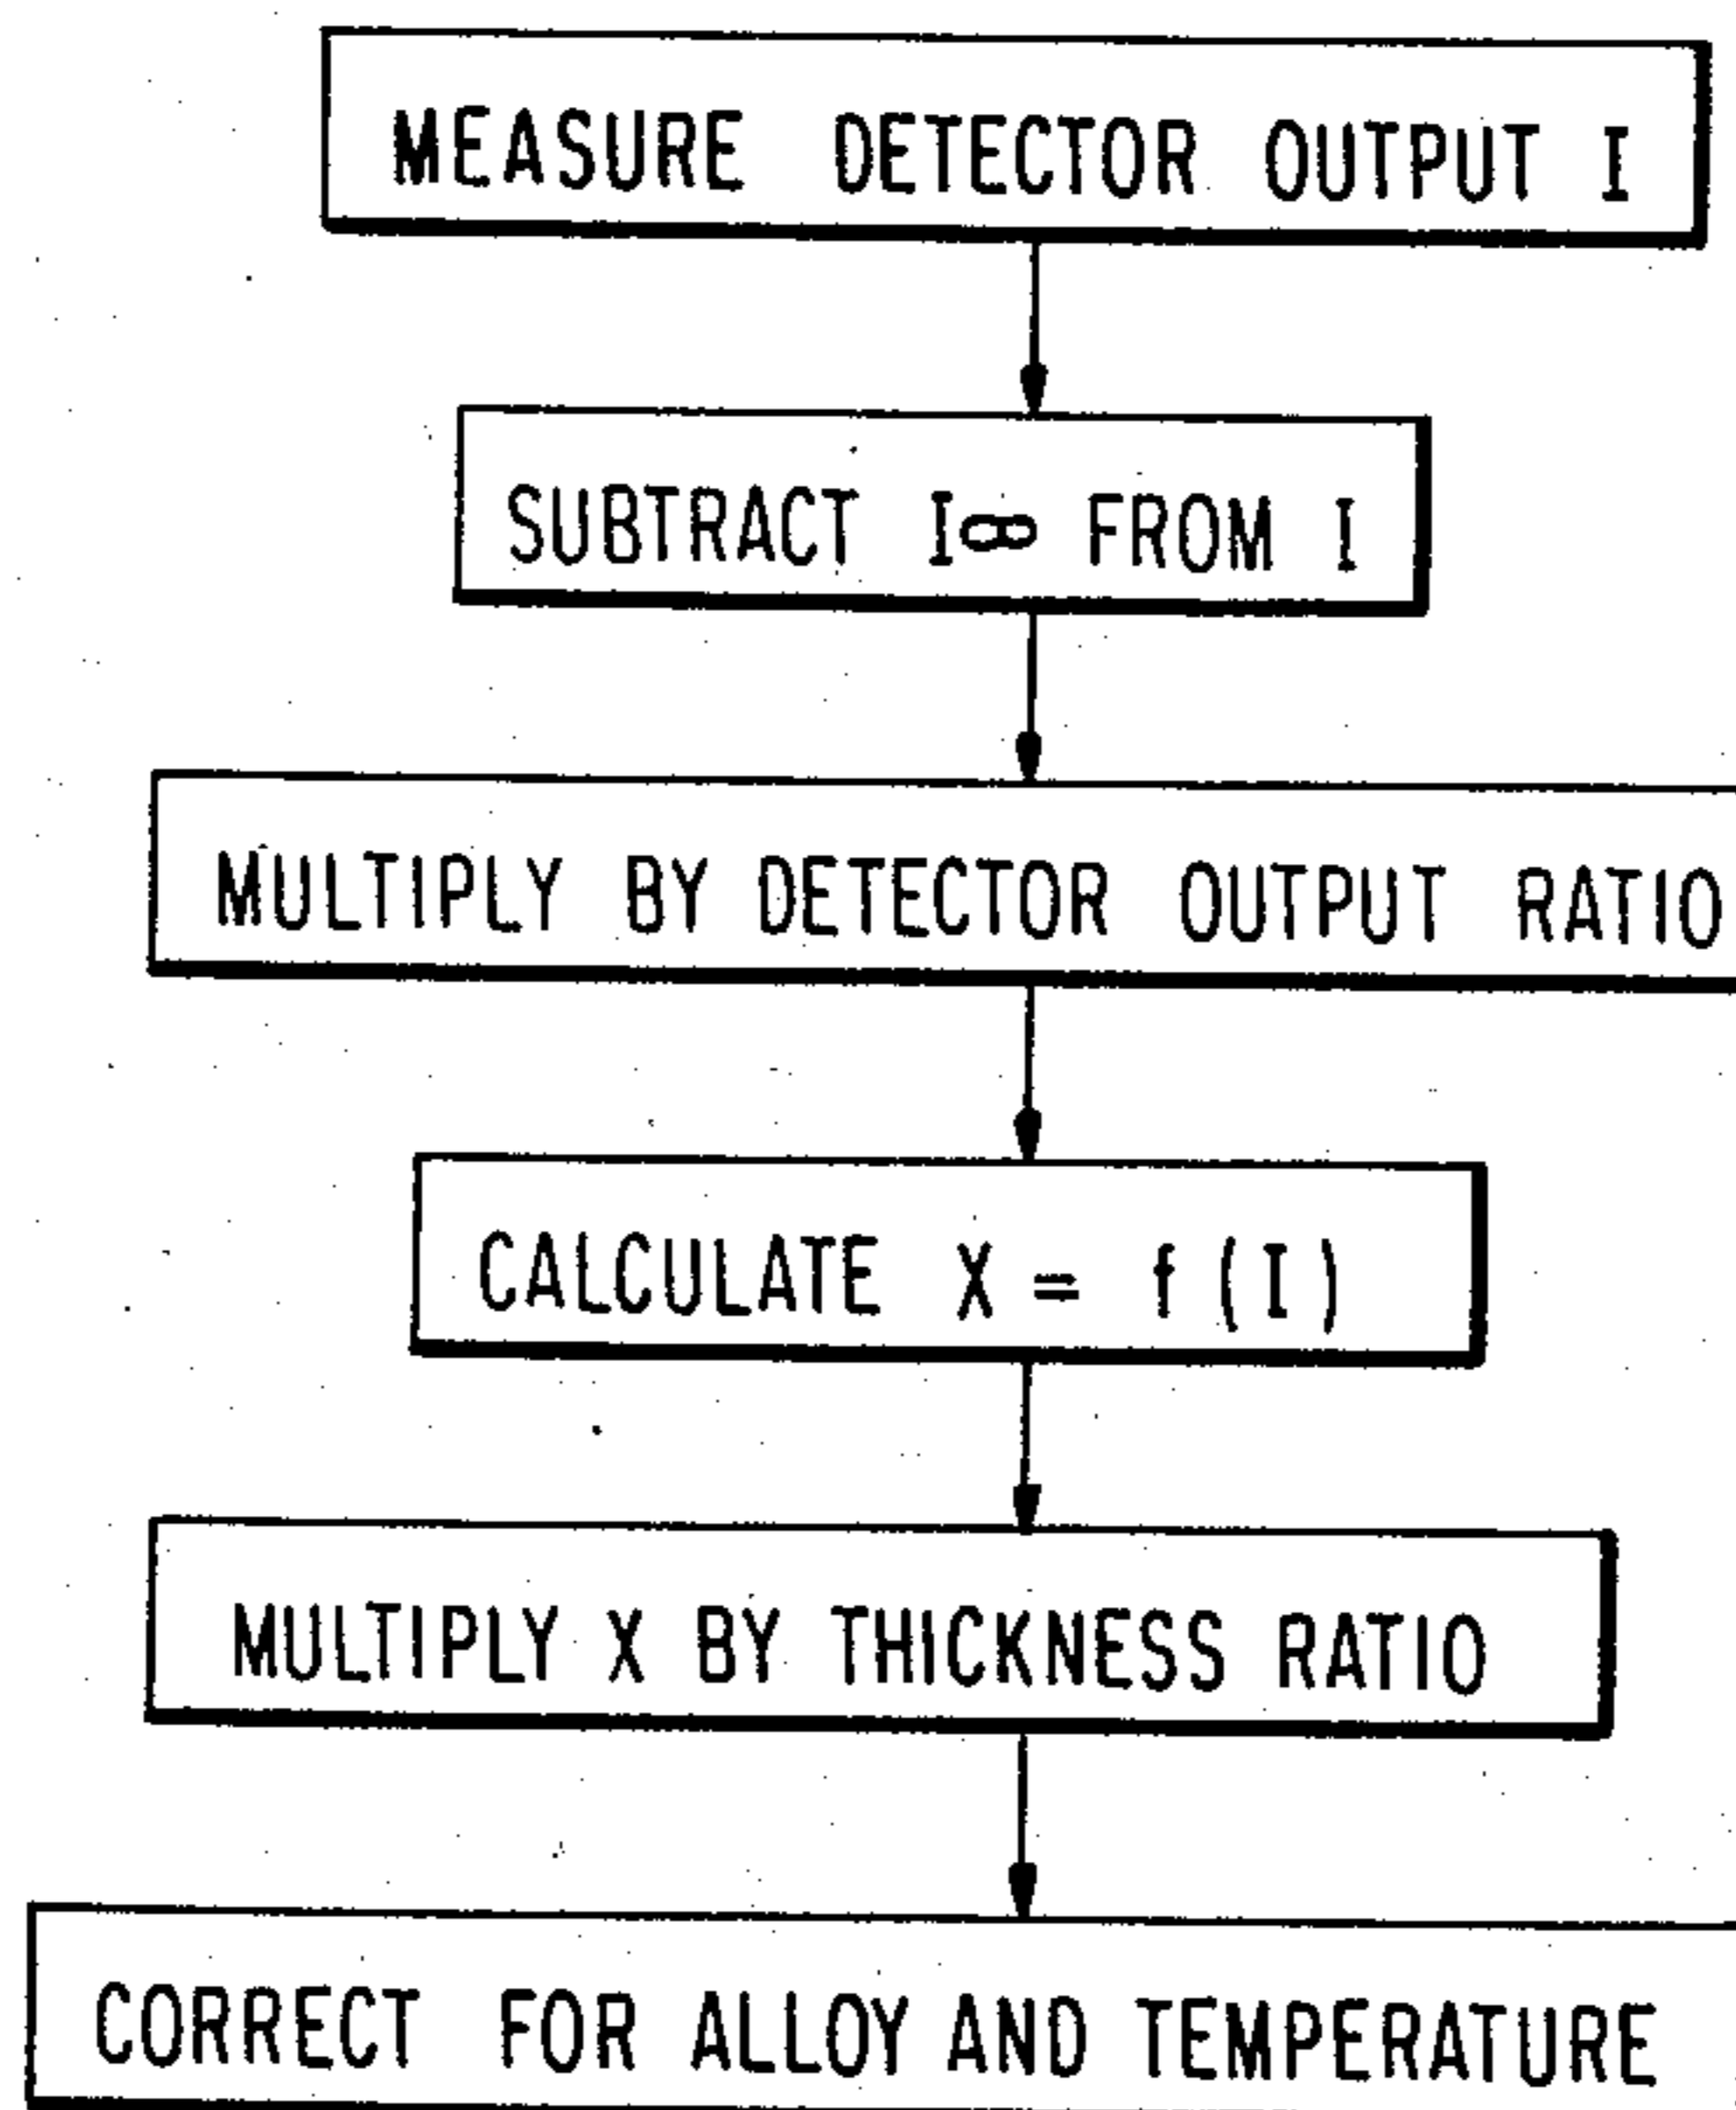 MEASURE DETECTOR OUTPUT I
SUBTRACT I∞ FROM I
MULTIPLY BY DETECTOR OUTPUT RATIO
CALCULATE X = f (I)
MULTIPLY X BY THICKNESS RATIO
CORRECT FOR ALLOY AND TEMPERATURE